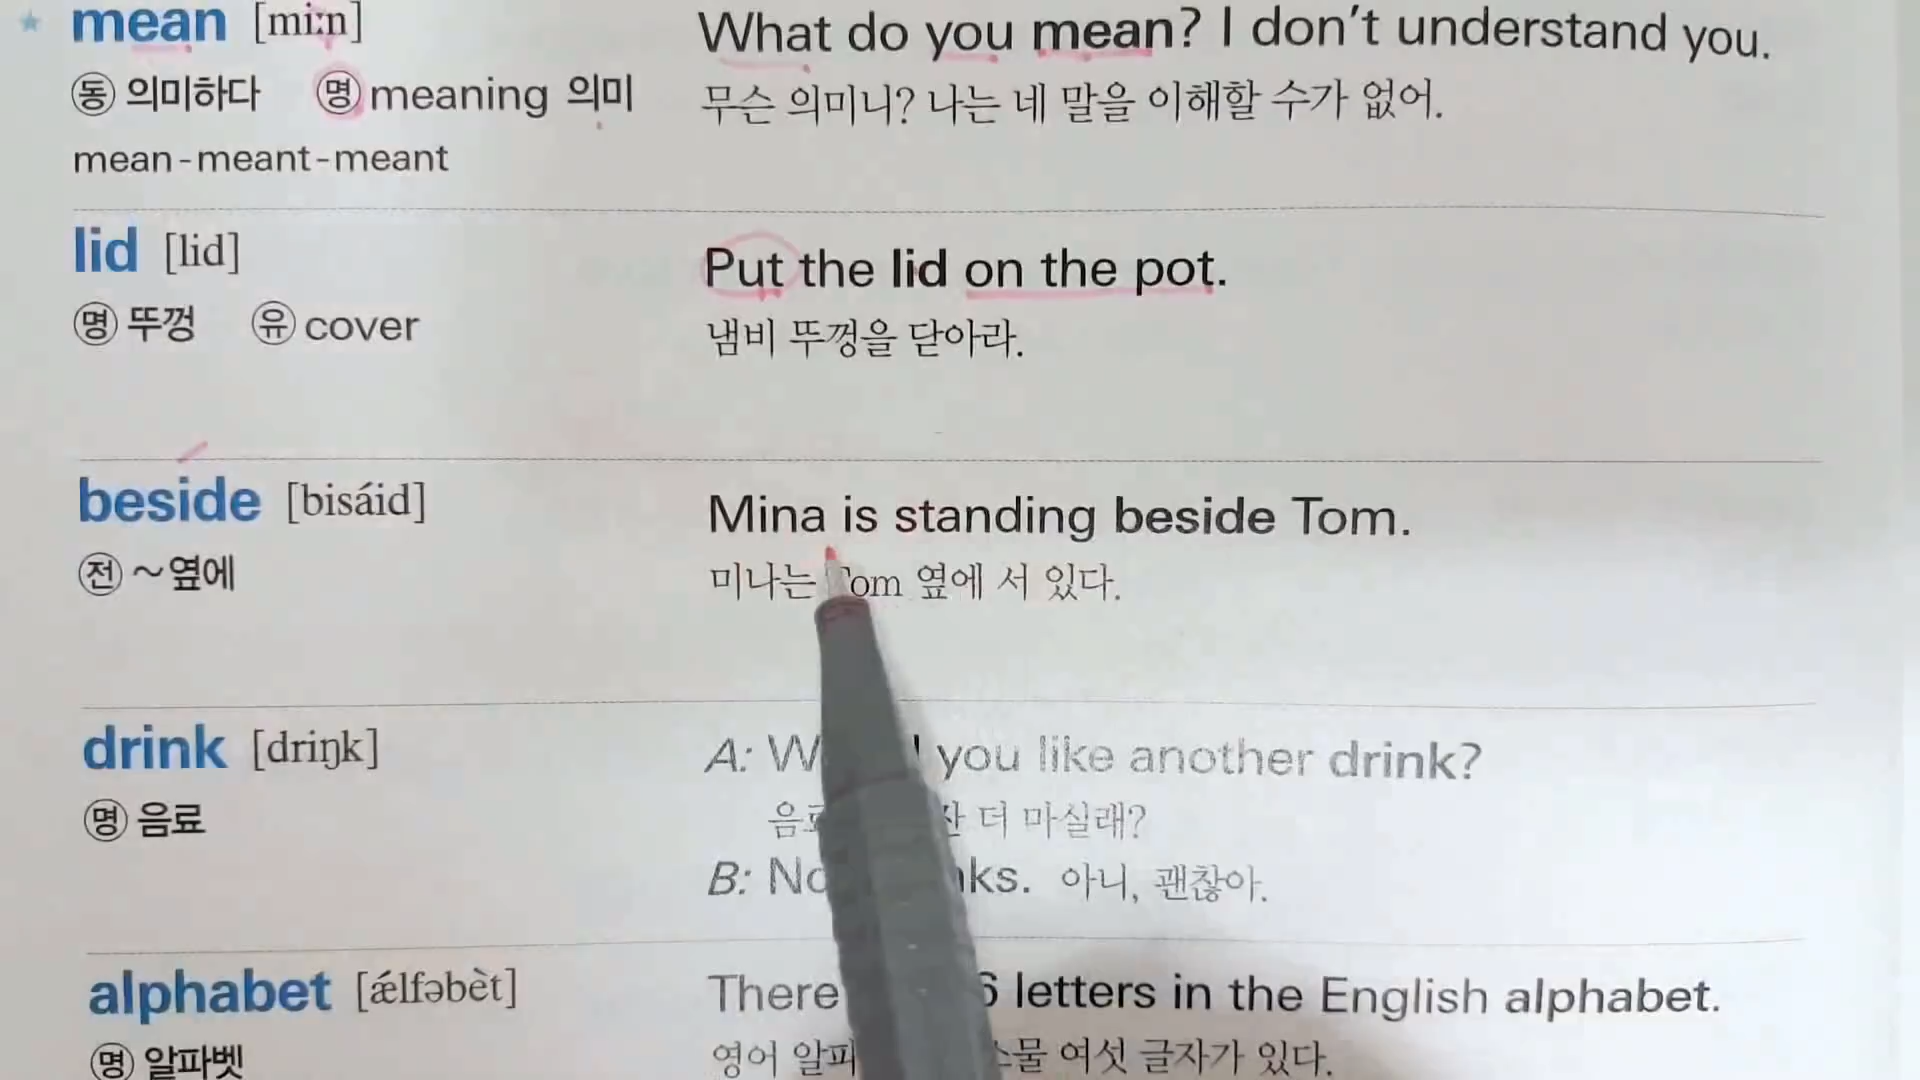 mean [miːn]
동 의미하다 명 meaning 의미
mean-meant-meant
What do you mean? I don't understand you.
무슨 의미니? 나는 네 말을 이해할 수가 없어.
lid [lid]
명 뚜껑 유 cover
Put the lid on the pot.
냄비 뚜껑을 닫아라.
beside [bisáid]
전 ~옆에
Mina is standing beside Tom.
미나는 Tom 옆에 서 있다.
drink [driŋk]
명 음료
A: you like another drink?
더 마실래?
B: 아니, 괜찮아.
alphabet [ǽlfəbèt]
명 알파벳
There letters in the English alphabet.
영어 여섯 글자가 있다.